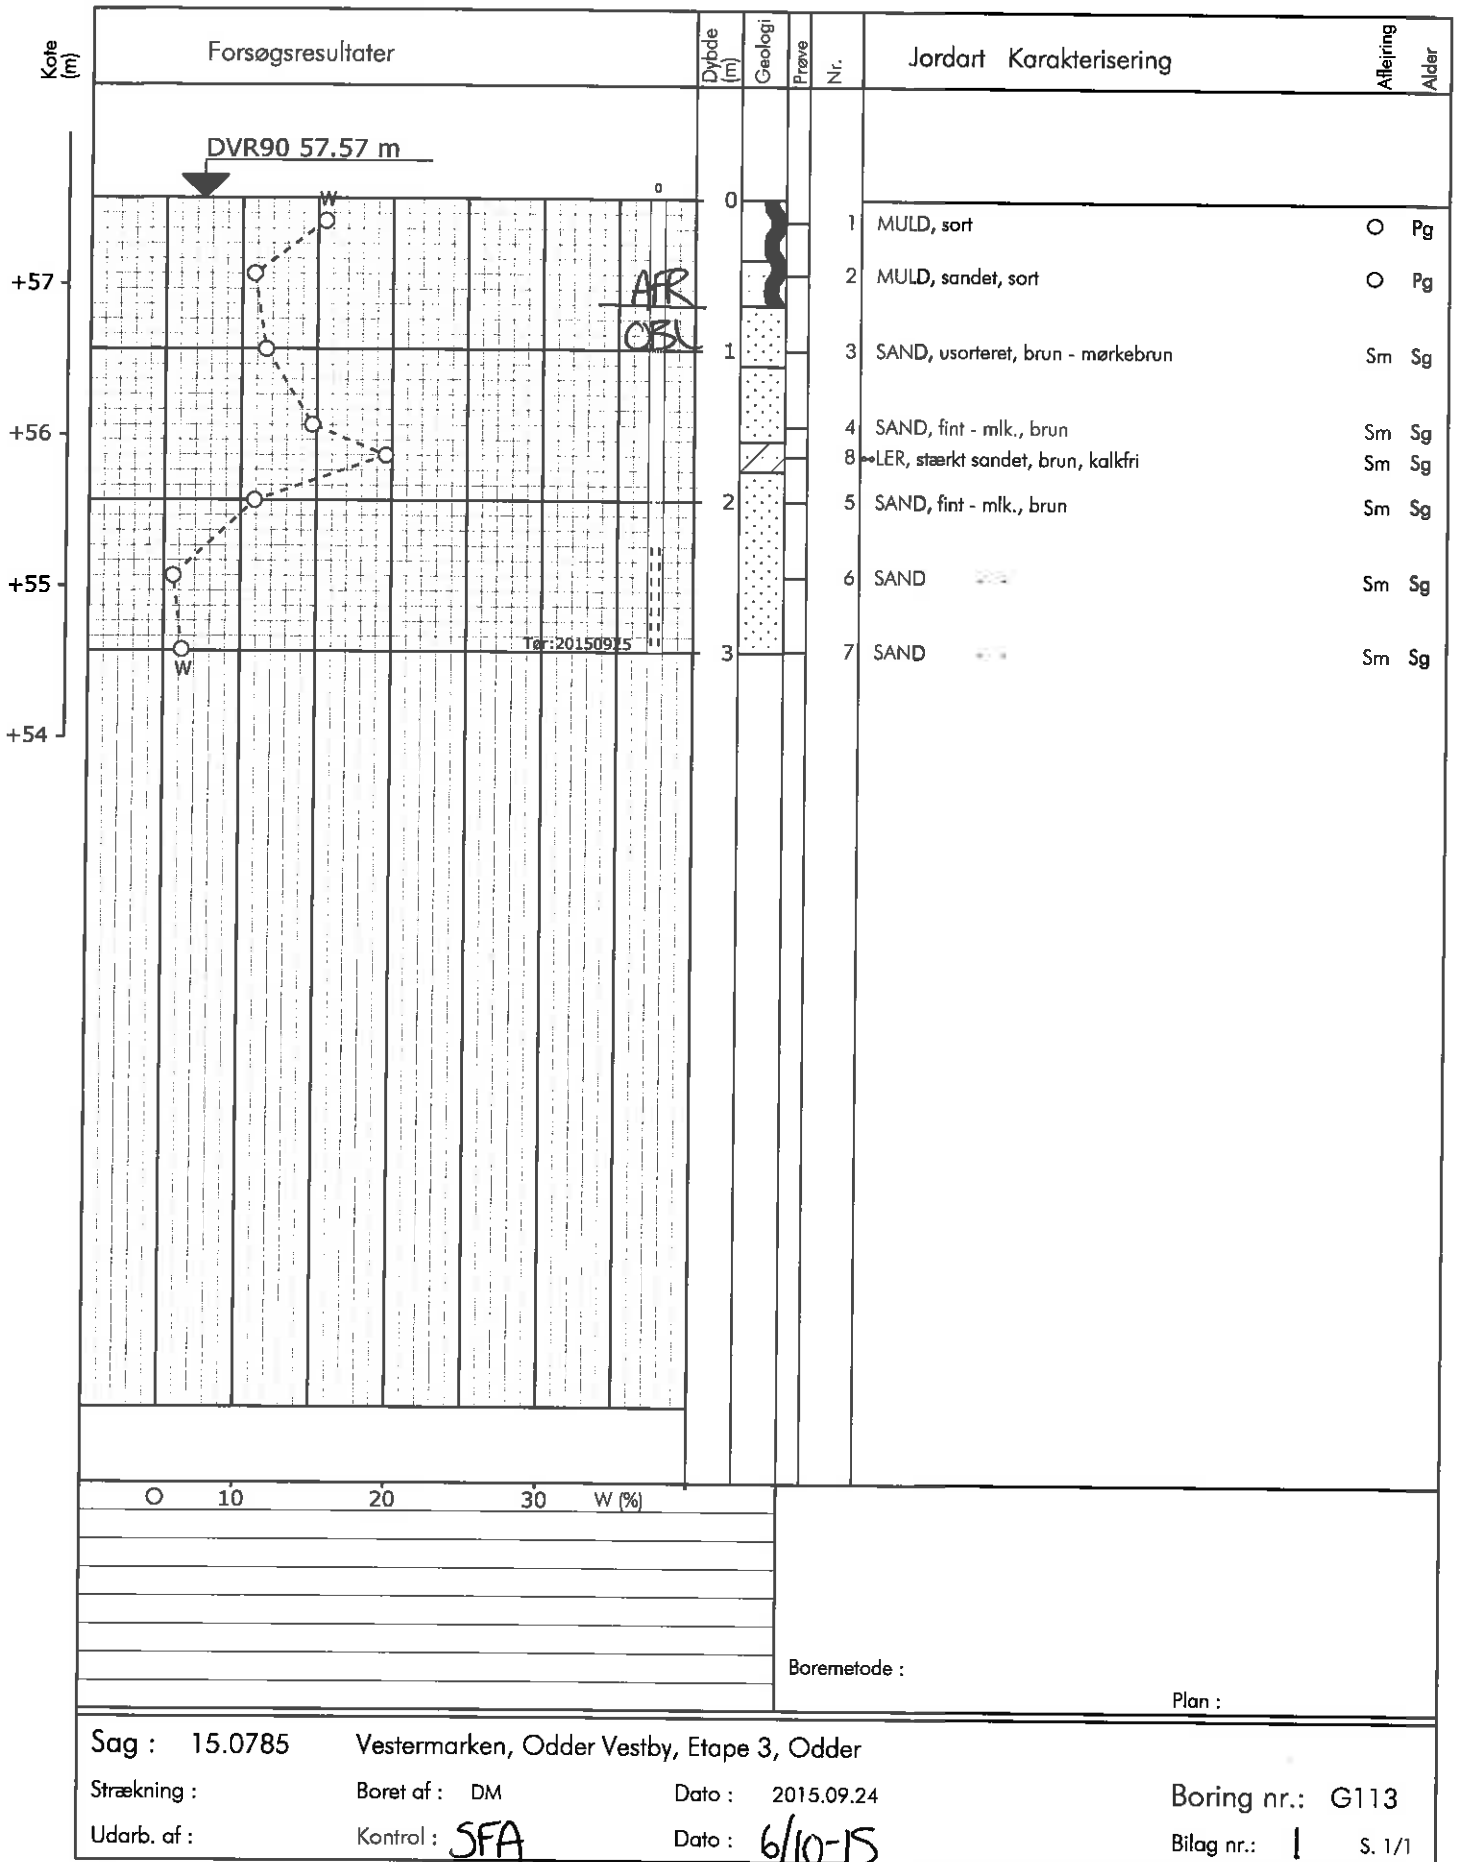 Kote (m)
Forsøgsresultater
Dybde (m)
Geologi
Prøve
Nr.
Jordart Karakterisering
Aflejring
Alder
DVR90 57.57 m
W
0
0
1 MULD, sort O Pg
+57
AFR
2 MULD, sandet, sort O Pg
OBL
1
3 SAND, usorteret, brun - mørkebrun Sm Sg
+56
4 SAND, fint - mlk., brun Sm Sg
8 LER, stærkt sandet, brun, kalkfri Sm Sg
2
5 SAND, fint - mlk., brun Sm Sg
+55
6 SAND - " - Sm Sg
Tør:20150925
3
7 SAND - " - Sm Sg
W
+54
O 10 20 30 W (%)
Boremetode :
Plan :
Sag : 15.0785 Vestermarken, Odder Vestby, Etape 3, Odder
Strækning : Boret af : DM Dato : 2015.09.24 Boring nr.: G113
Udarb. af : Kontrol : SFA Dato : 6/10-15 Bilag nr.: 1 S. 1/1